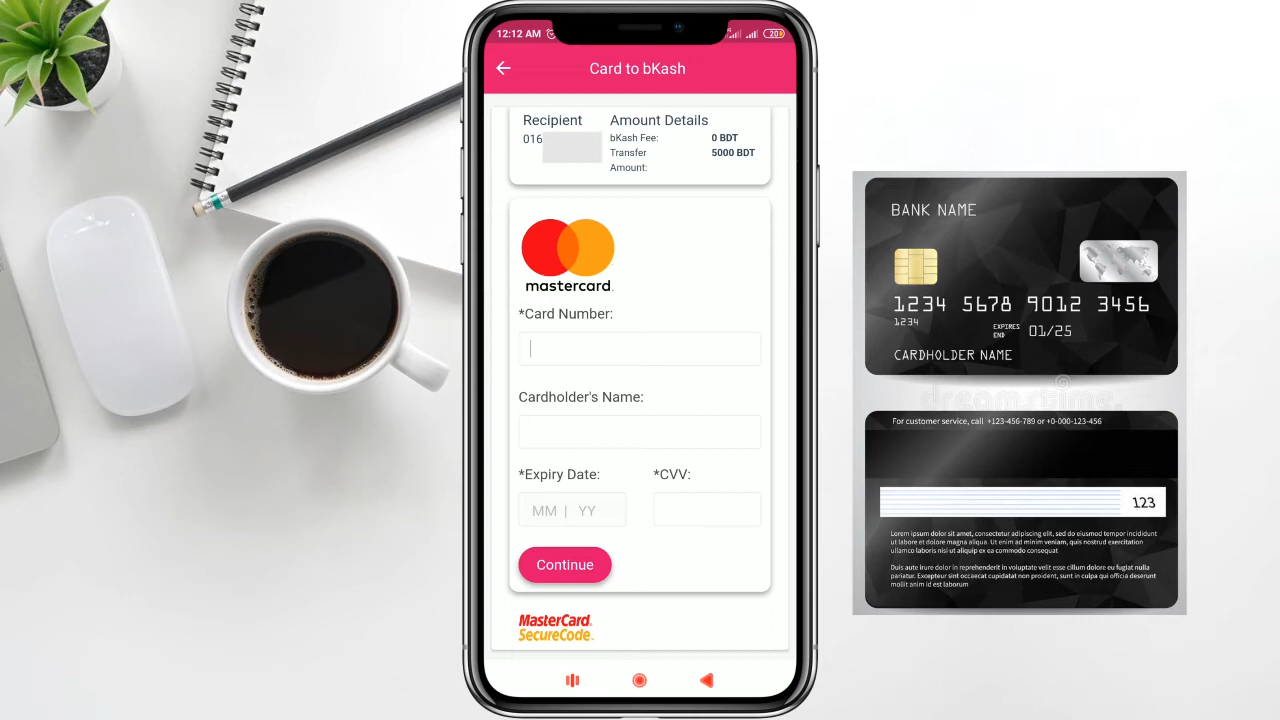 12:12 AM
20
Card to bKash
Recipient
016
Amount Details
bKash Fee: 0 BDT
Transfer 5000 BDT
Amount:
mastercard.
*Card Number:
Cardholder's Name:
*Expiry Date:
*CVV:
MM | YY
Continue
MasterCard.
SecureCode.
BANK NAME
1234 5678 9012 3456
1234
EXPIRES
END
01/25
CARDHOLDER NAME
dreamstime.
For customer service, call +123-456-789 or +0-000-123-456
123
Lorem ipsum dolor sit amet, consectetur adipiscing elit, sed do eiusmod tempor incididunt
ut labore et dolore magna aliqua. Ut enim ad minim veniam, quis nostrud exercitation
ullamco laboris nisi ut aliquip ex ea commodo consequat
Duis aute irure dolor in reprehenderit in voluptate velit esse cillum dolore eu fugiat nulla
pariatur. Excepteur sint occaecat cupidatat non proident, sunt in culpa qui officia deserunt
mollit anim id est laborum